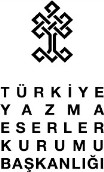 TÜRKİYE
YAZMA
ESERLER
KURUMU
BAŞKANLIĞI